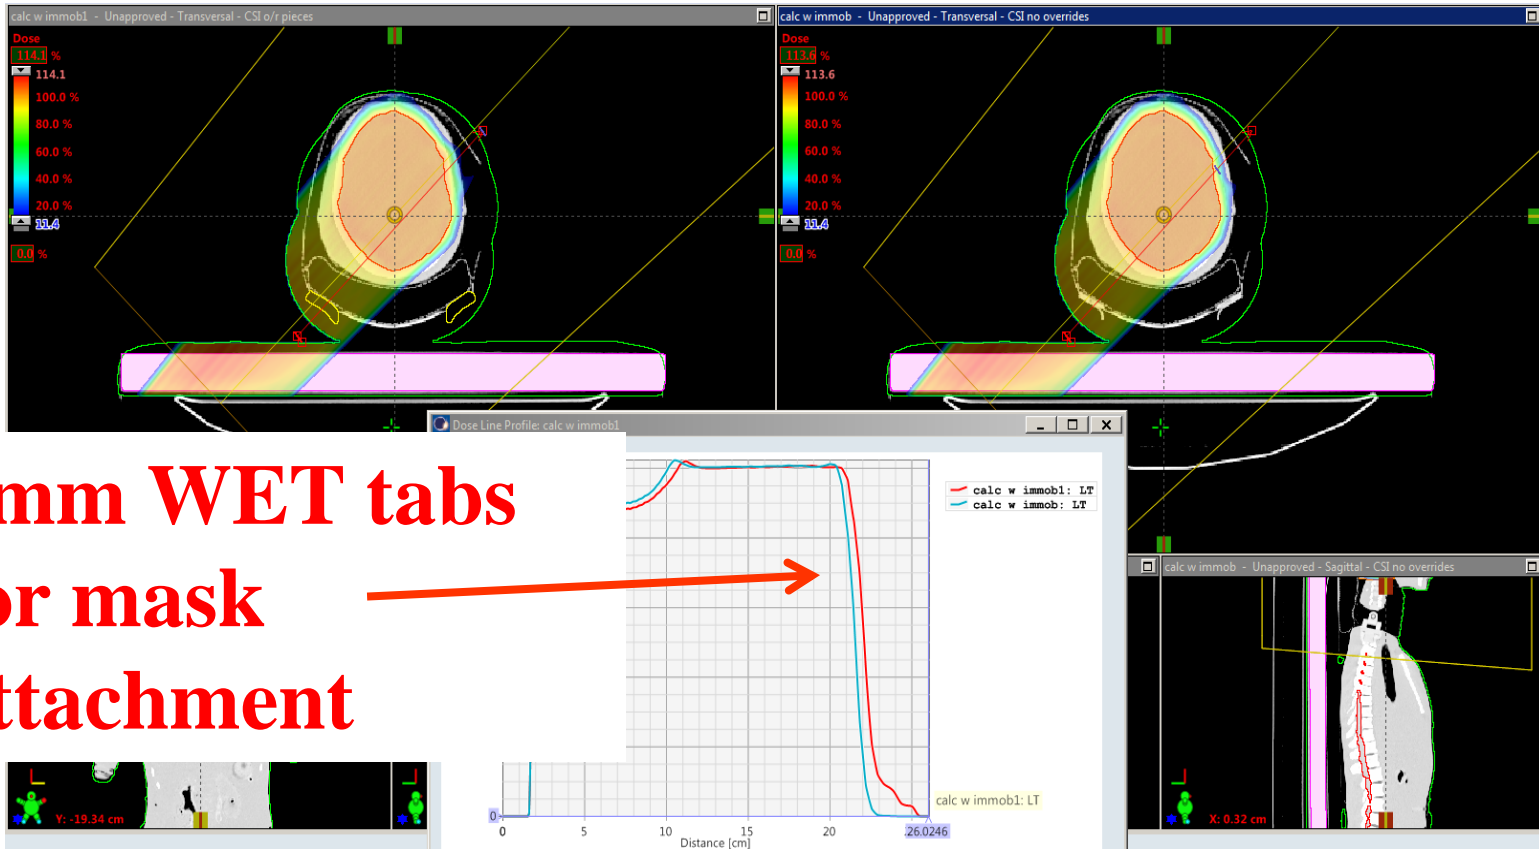 calc w immob1 - Unapproved - Transversal - CSI o/r pieces
Dose
114.1 %
114.1
100.0 %
80.0 %
60.0 %
40.0 %
20.0 %
11.4
0.0 %
calc w immob - Unapproved - Transversal - CSI no overrides
Dose
113.6 %
113.6
100.0 %
80.0 %
60.0 %
40.0 %
20.0 %
11.4
0.0 %
mm WET tabs
or mask
ttachment
Dose Line Profile: calc w immob1
calc w immob1: LT
calc w immob: LT
calc w immob1: LT
0
0 5 10 15 20 26.0246
Distance [cm]
Y: -19.34 cm
calc w immob - Unapproved - Sagittal - CSI no overrides
X: 0.32 cm